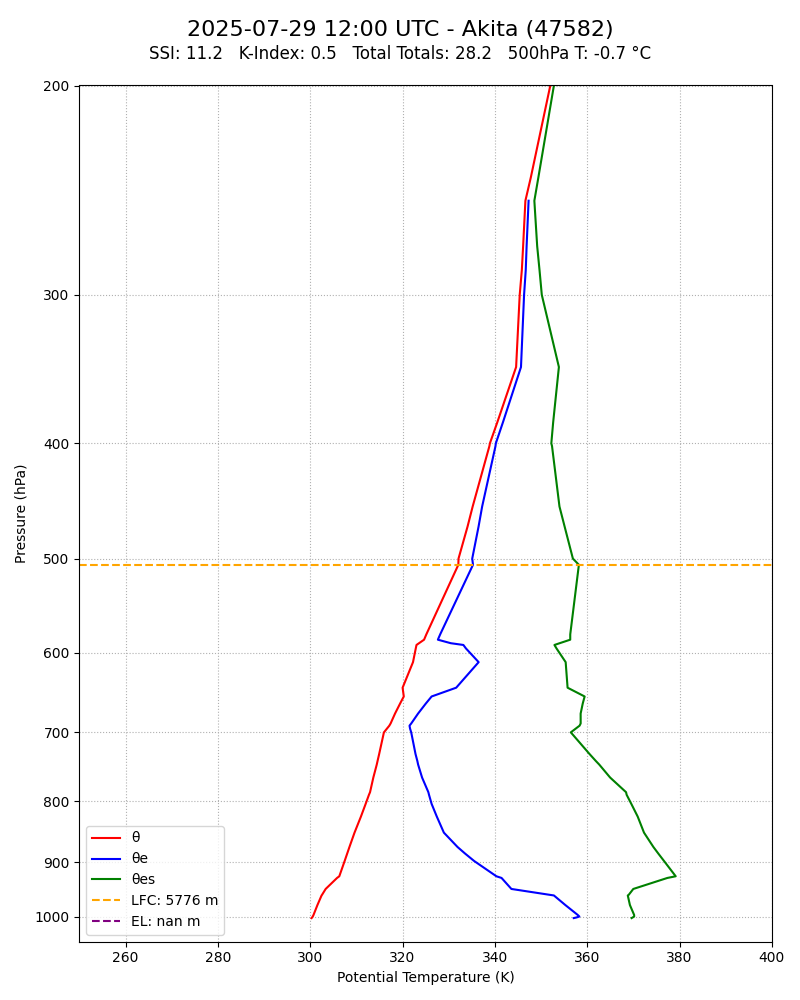 2025-07-29 12:00 UTC - Akita (47582)
SSI: 11.2   K-Index: 0.5   Total Totals: 28.2   500hPa T: -0.7 °C
200
300
400
500
600
700
800
900
1000
Pressure (hPa)
θ
θe
θes
LFC: 5776 m
EL: nan m
260 280 300 320 340 360 380 400
Potential Temperature (K)